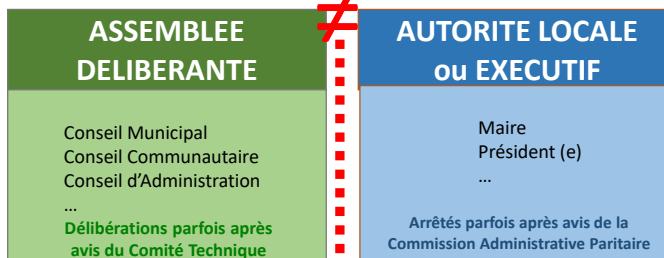 ≠
ASSEMBLEE
DELIBERANTE
Conseil Municipal
Conseil Communautaire
Conseil d’Administration
…
Délibérations parfois après
avis du Comité Technique
AUTORITE LOCALE
ou EXECUTIF
Maire
Président (e)
…
Arrêtés parfois après avis de la
Commission Administrative Paritaire